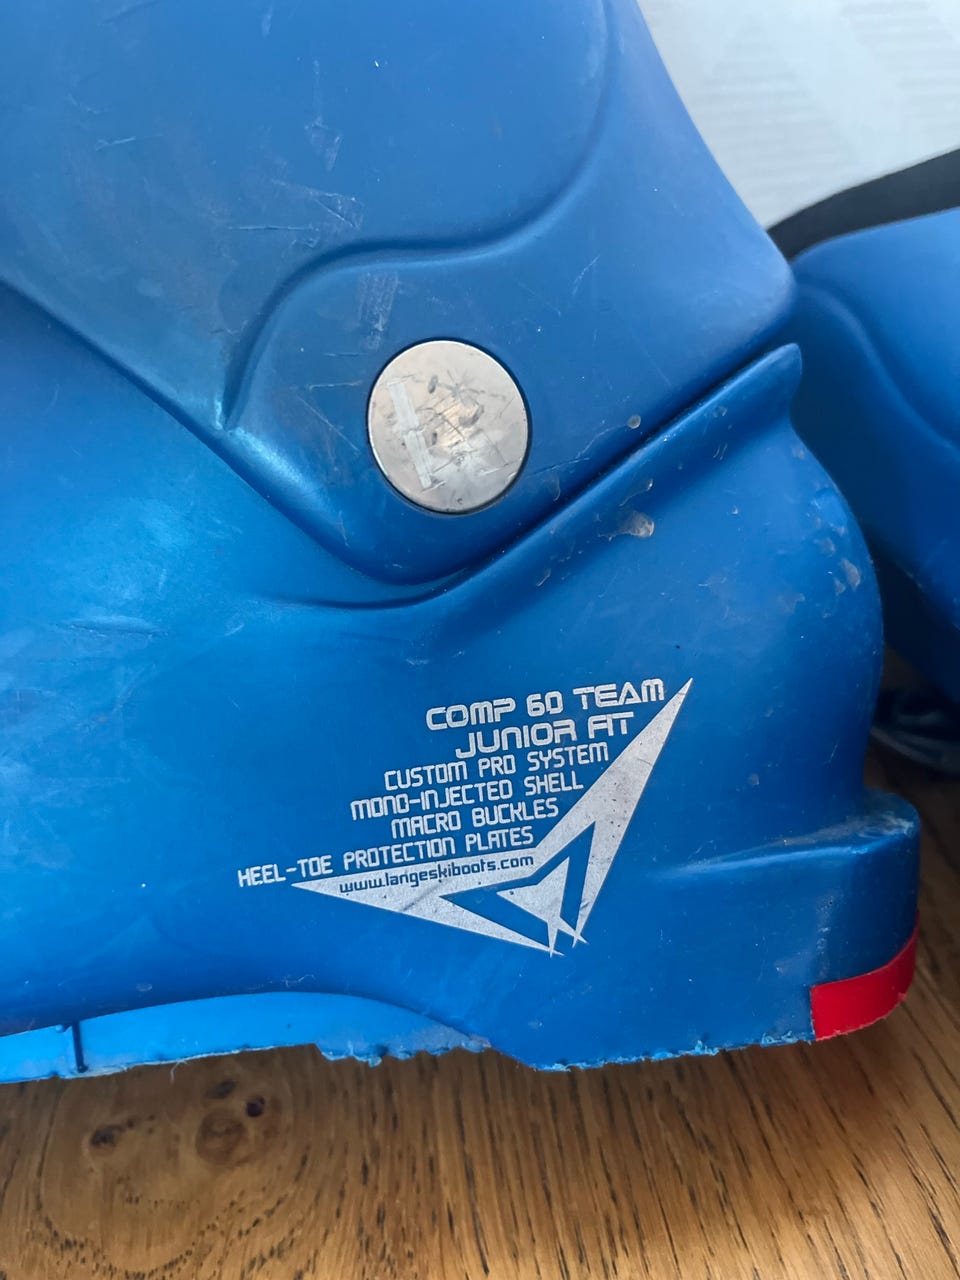 COMP 60 TEAM
JUNIOR FIT
CUSTOM PRO SYSTEM
MONO-INJECTED SHELL
MACRO BUCKLES
HEEL-TOE PROTECTION PLATES
www.langeskiboots.com